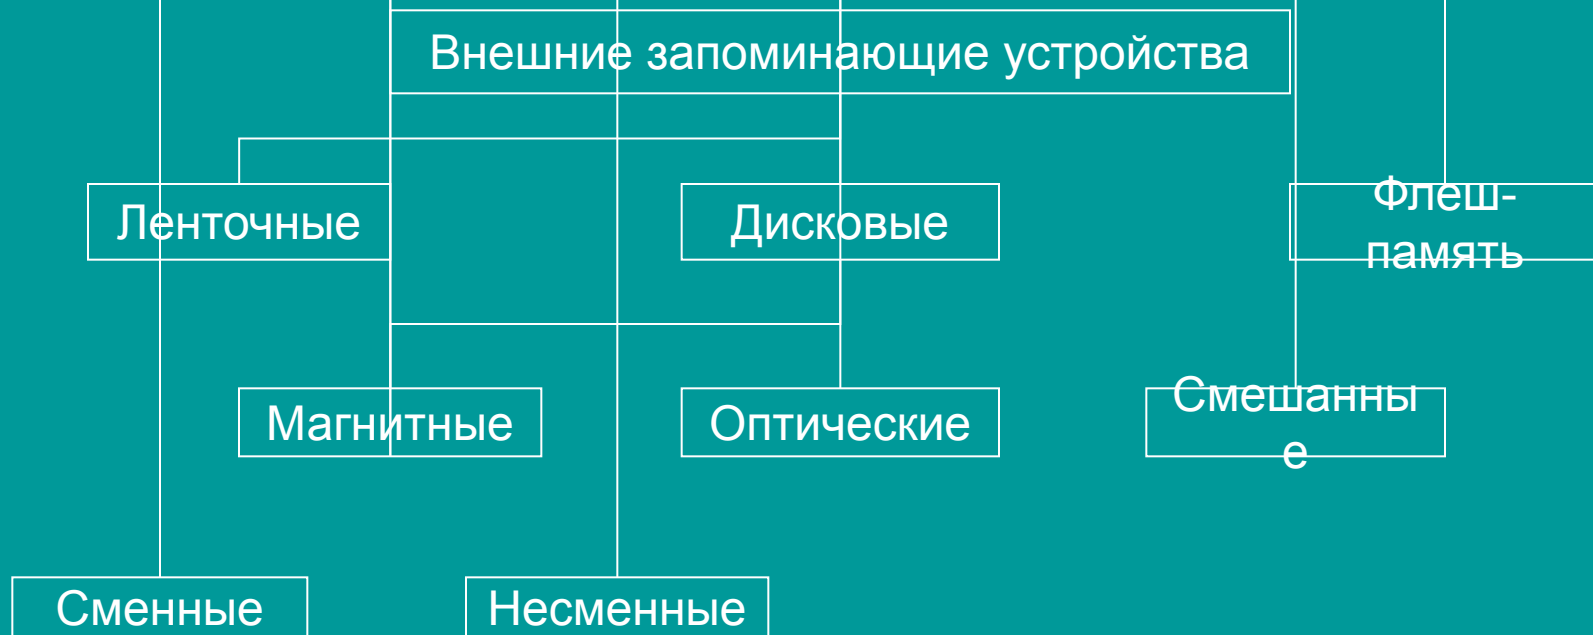 Внешние запоминающие устройства
Ленточные
Дисковые
Флеш-
память
Магнитные
Оптические
Смешанны
е
Сменные
Несменные